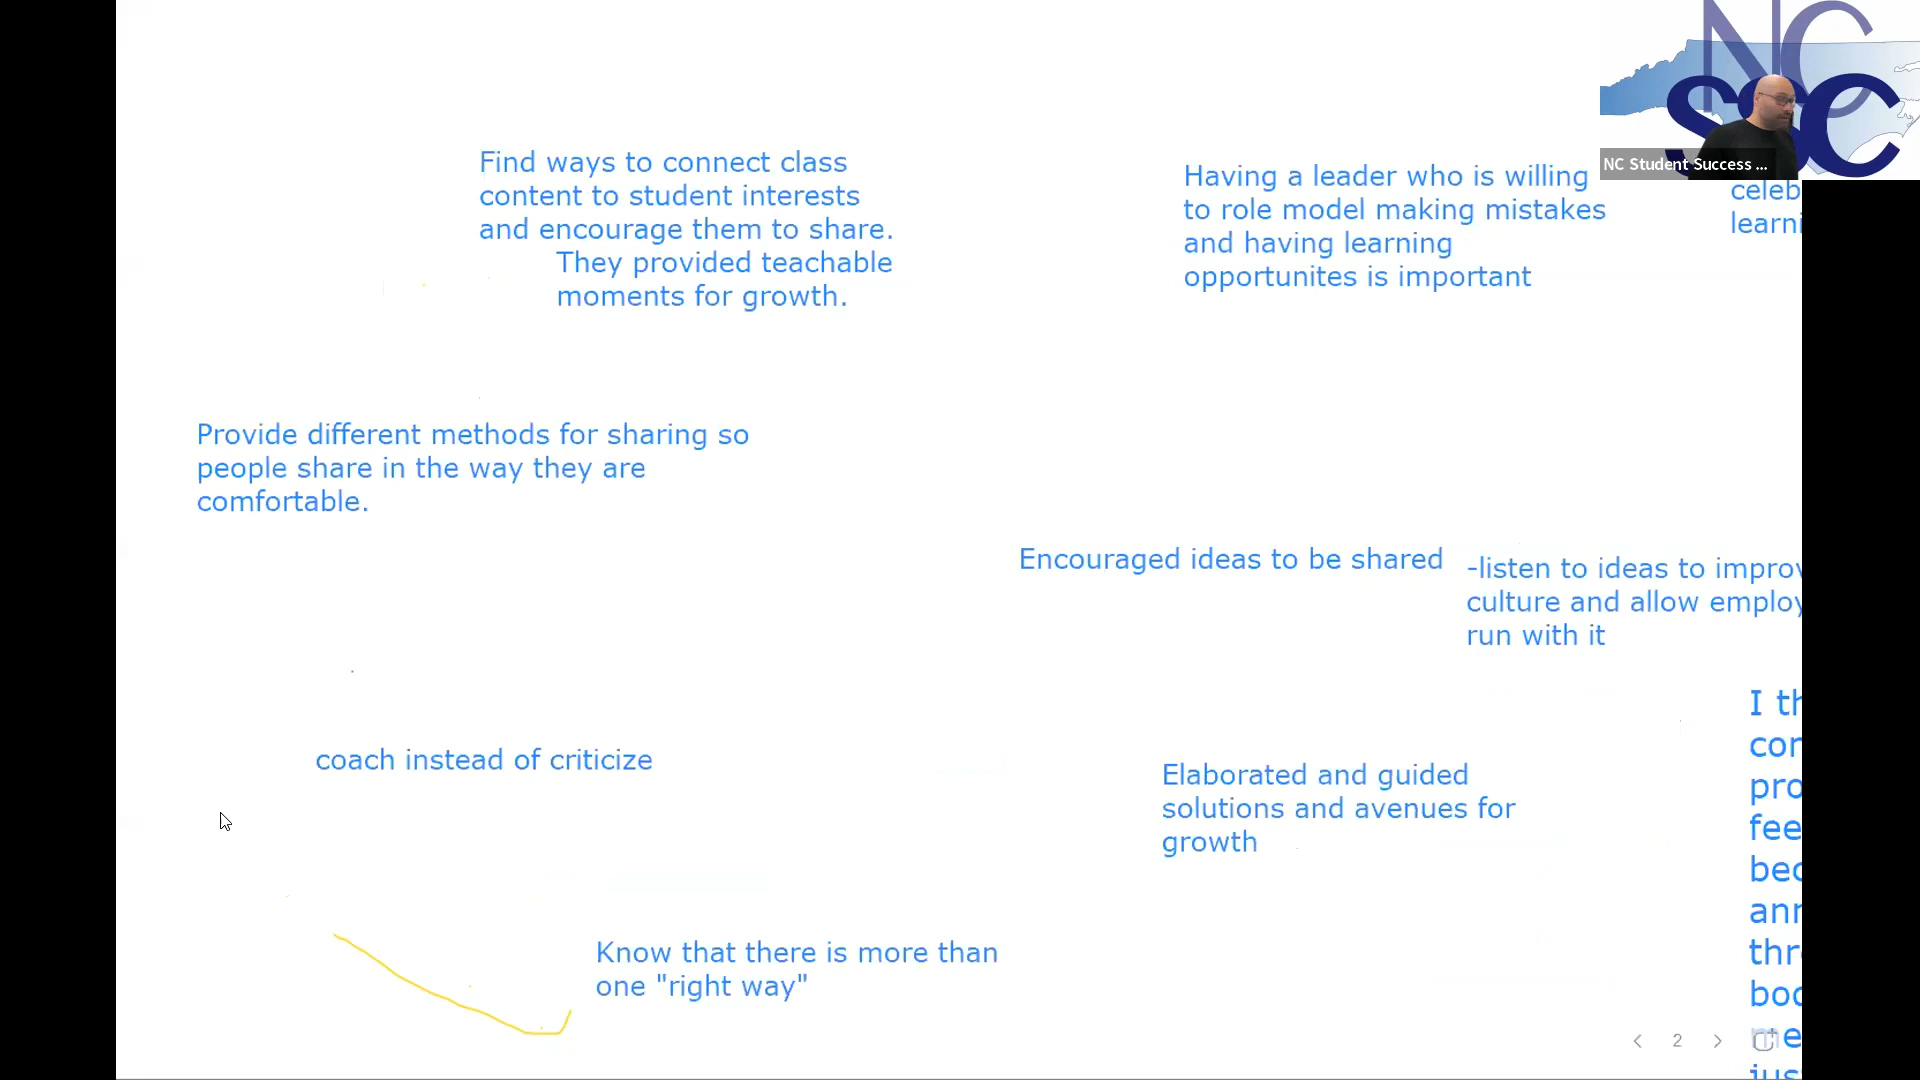 NC
SSC
NC Student Success ...
Find ways to connect class
content to student interests
and encourage them to share.
They provided teachable
moments for growth.
Having a leader who is willing
to role model making mistakes
and having learning
opportunites is important
Provide different methods for sharing so
people share in the way they are
comfortable.
Encouraged ideas to be shared
-listen to ideas to
culture and allow
run with it
coach instead of criticize
Elaborated and guided
solutions and avenues for
growth
Know that there is more than
one "right way"
I
2